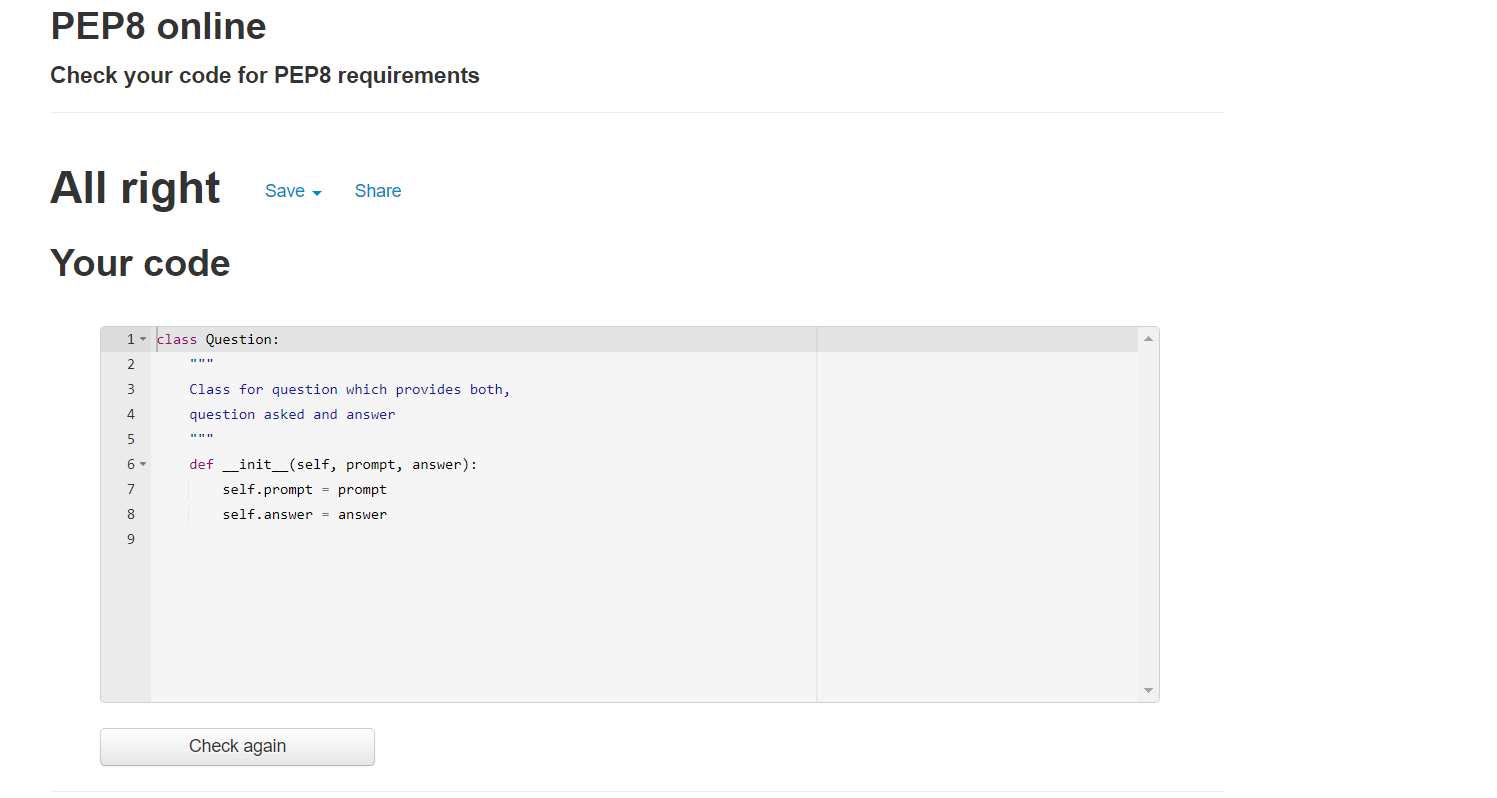 PEP8 online
Check your code for PEP8 requirements
All right Save Share
Your code
1 class Question:
2 """
3 Class for question which provides both,
4 question asked and answer
5 """
6 def __init__(self, prompt, answer):
7 self.prompt = prompt
8 self.answer = answer
9
Check again